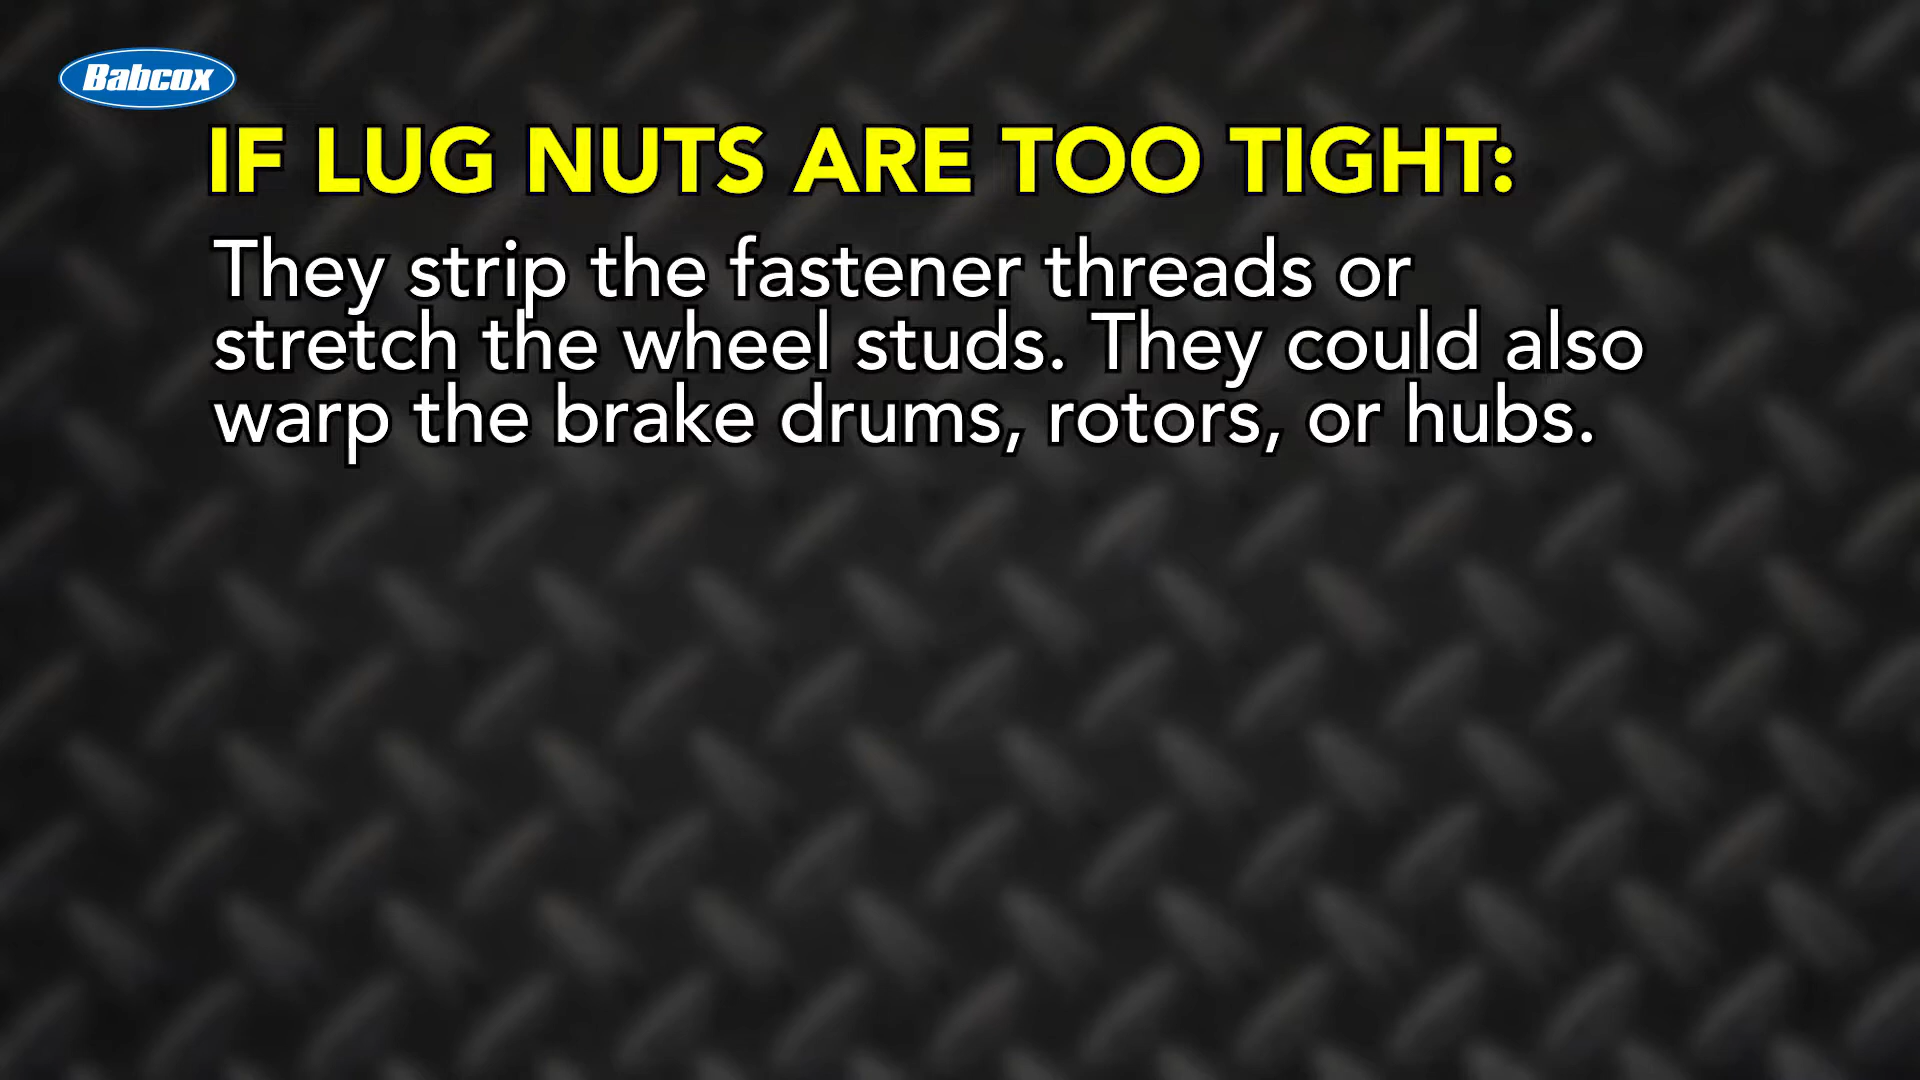 Babcox
IF LUG NUTS ARE TOO TIGHT:
They strip the fastener threads or
stretch the wheel studs. They could also
warp the brake drums, rotors, or hubs.